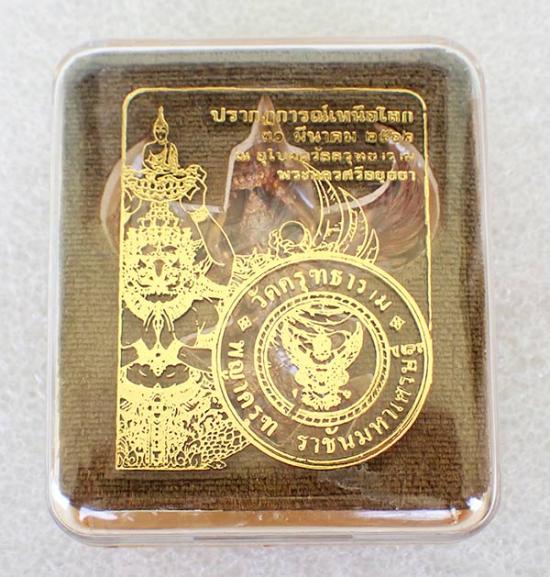 ปรากฏการณ์เหนือโลก
๓๑ มีนาคม ๒๕๖๒
ณ อุโบสถวัดครุฑธาราม
พระนครศรีอยุธยา
วัดครุฑธาราม
พญาครุฑ ราชันมหาเศรษฐี